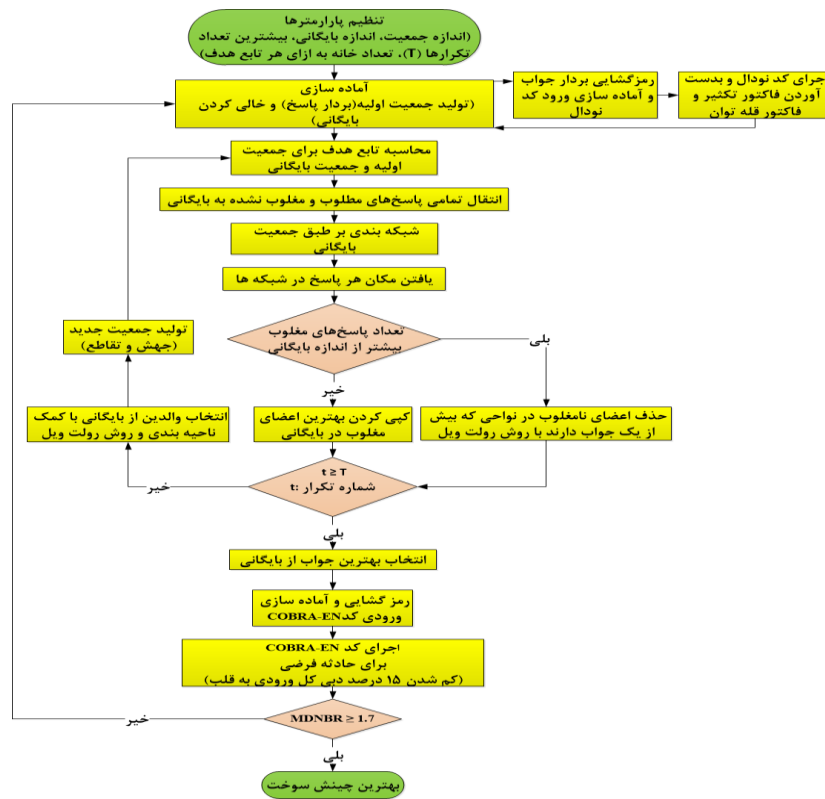 تنظیم پارارمترها
(اندازه جمعیت، اندازه بایگانی، بیشترین تعداد
تکرارها (T)، تعداد خانه به ازای هر تابع هدف)
آماده سازی
(تولید جمعیت اولیه(بردار پاسخ) و خالی کردن
بایگانی)
رمزگشایی بردار جواب
و آماده سازی ورود کد
نودال
اجرای کد نودال و بدست
آوردن فاکتور تکثیر و
فاکتور قله توان
محاسبه تابع هدف برای جمعیت
اولیه و جمعیت بایگانی
انتقال تمامی پاسخ‌های مطلوب و مغلوب نشده به بایگانی
شبکه بندی بر طبق جمعیت
بایگانی
یافتن مکان هر پاسخ در شبکه ها
تعداد پاسخ‌های مغلوب
بیشتر از اندازه بایگانی
بلی
خیر
تولید جمعیت جدید
(جهش و تقاطع)
حذف اعضای نامغلوب در نواحی که بیش
از یک جواب دارند با روش رولت ویل
کپی کردن بهترین اعضای
مغلوب در بایگانی
انتخاب والدین از بایگانی با کمک
ناحیه بندی و روش رولت ویل
t ≥ T
شماره تکرار :t
خیر
بلی
انتخاب بهترین جواب از بایگانی
رمز گشایی و آماده سازی
ورودی کدCOBRA-EN
اجرای کد COBRA-EN
برای حادثه فرضی
(کم شدن ۱۵ درصد دبی کل ورودی به قلب)
MDNBR ≥ 1.7
خیر
بلی
بهترین چینش سوخت